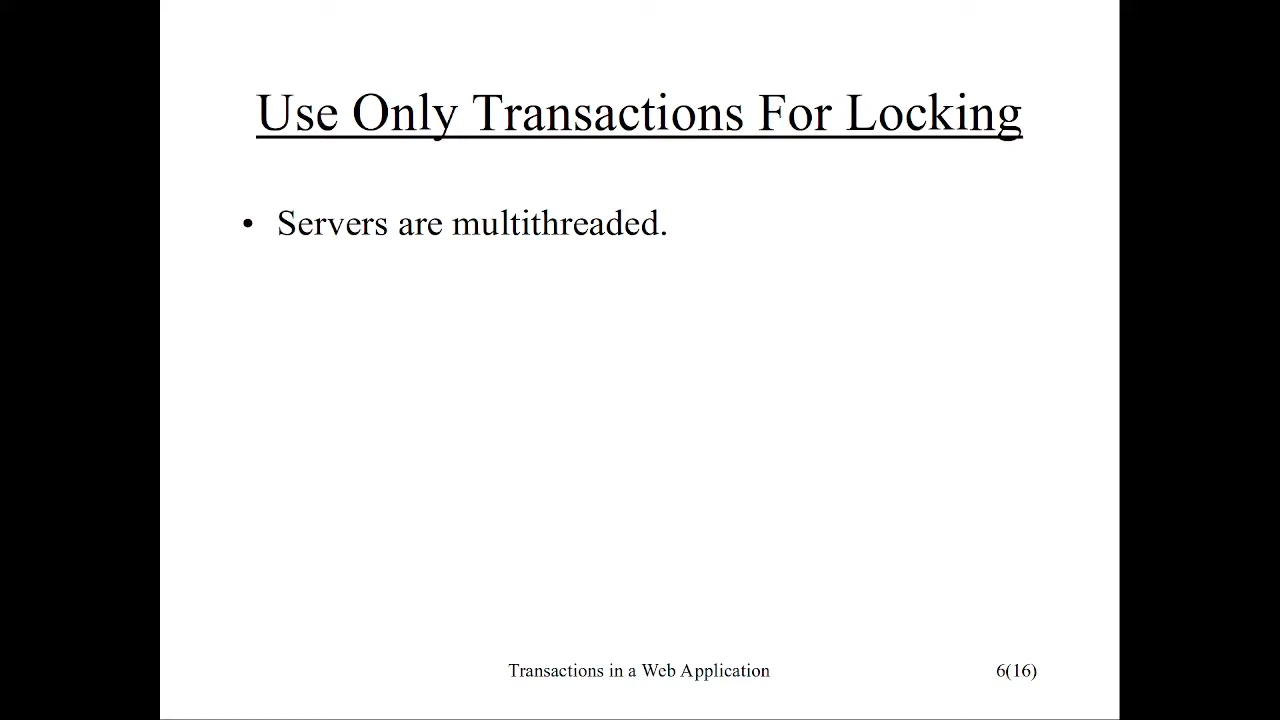 Use Only Transactions For Locking
• Servers are multithreaded.
Transactions in a Web Application
6(16)